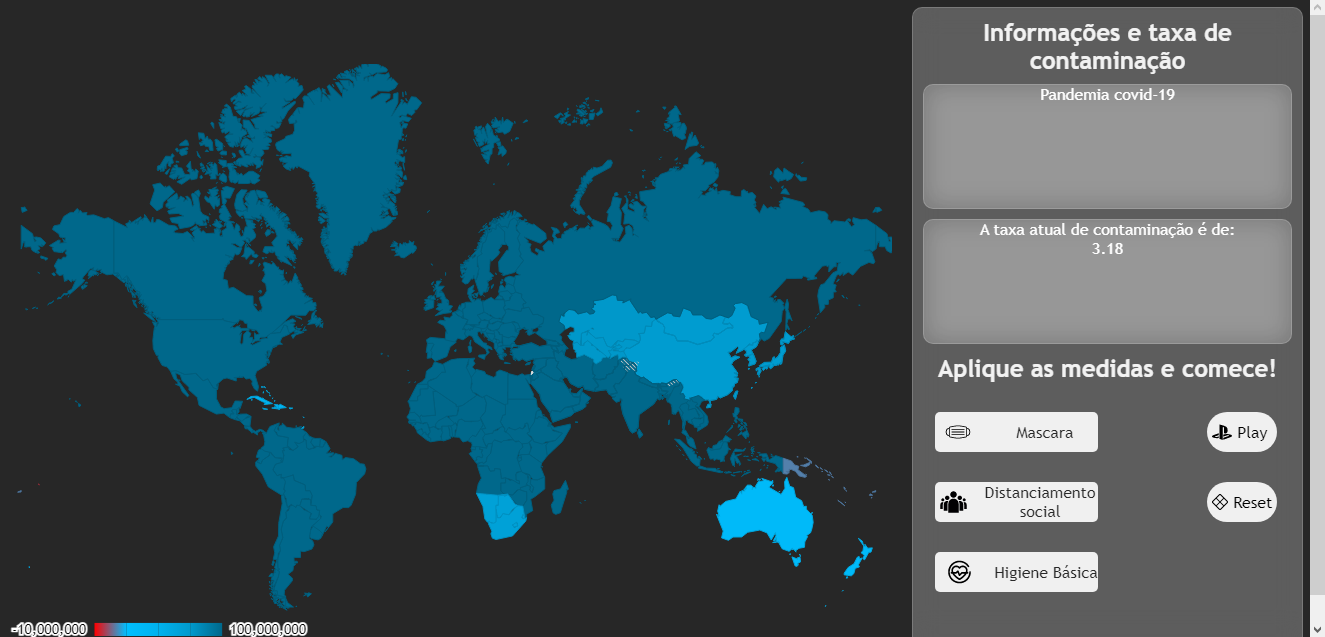 Informações e taxa de
contaminação
Pandemia covid-19
A taxa atual de contaminação é de:
3.18
Aplique as medidas e comece!
Mascara
Play
Distanciamento
social
Reset
Higiene Básica
-10,000,000
100,000,000